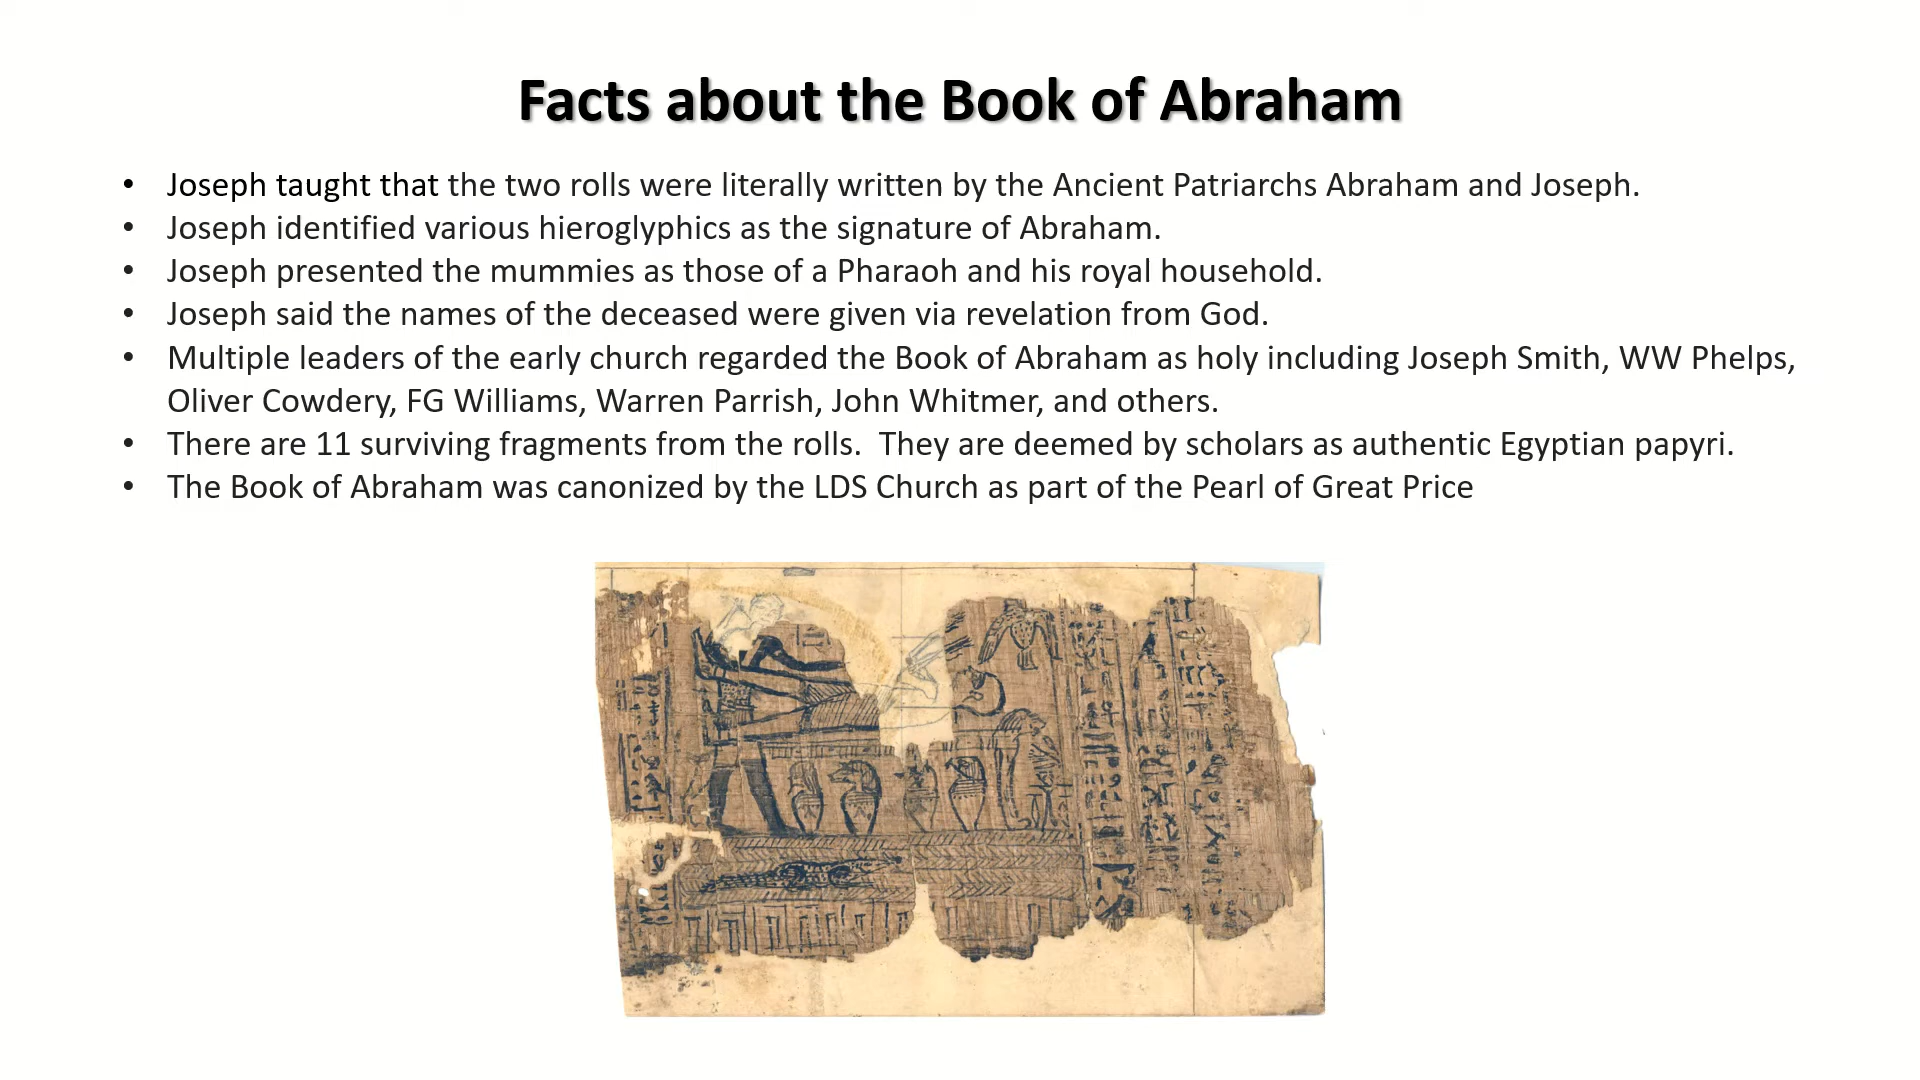 Facts about the Book of Abraham
• Joseph taught that the two rolls were literally written by the Ancient Patriarchs Abraham and Joseph.
• Joseph identified various hieroglyphics as the signature of Abraham.
• Joseph presented the mummies as those of a Pharaoh and his royal household.
• Joseph said the names of the deceased were given via revelation from God.
• Multiple leaders of the early church regarded the Book of Abraham as holy including Joseph Smith, WW Phelps,
Oliver Cowdery, FG Williams, Warren Parrish, John Whitmer, and others.
• There are 11 surviving fragments from the rolls.  They are deemed by scholars as authentic Egyptian papyri.
• The Book of Abraham was canonized by the LDS Church as part of the Pearl of Great Price